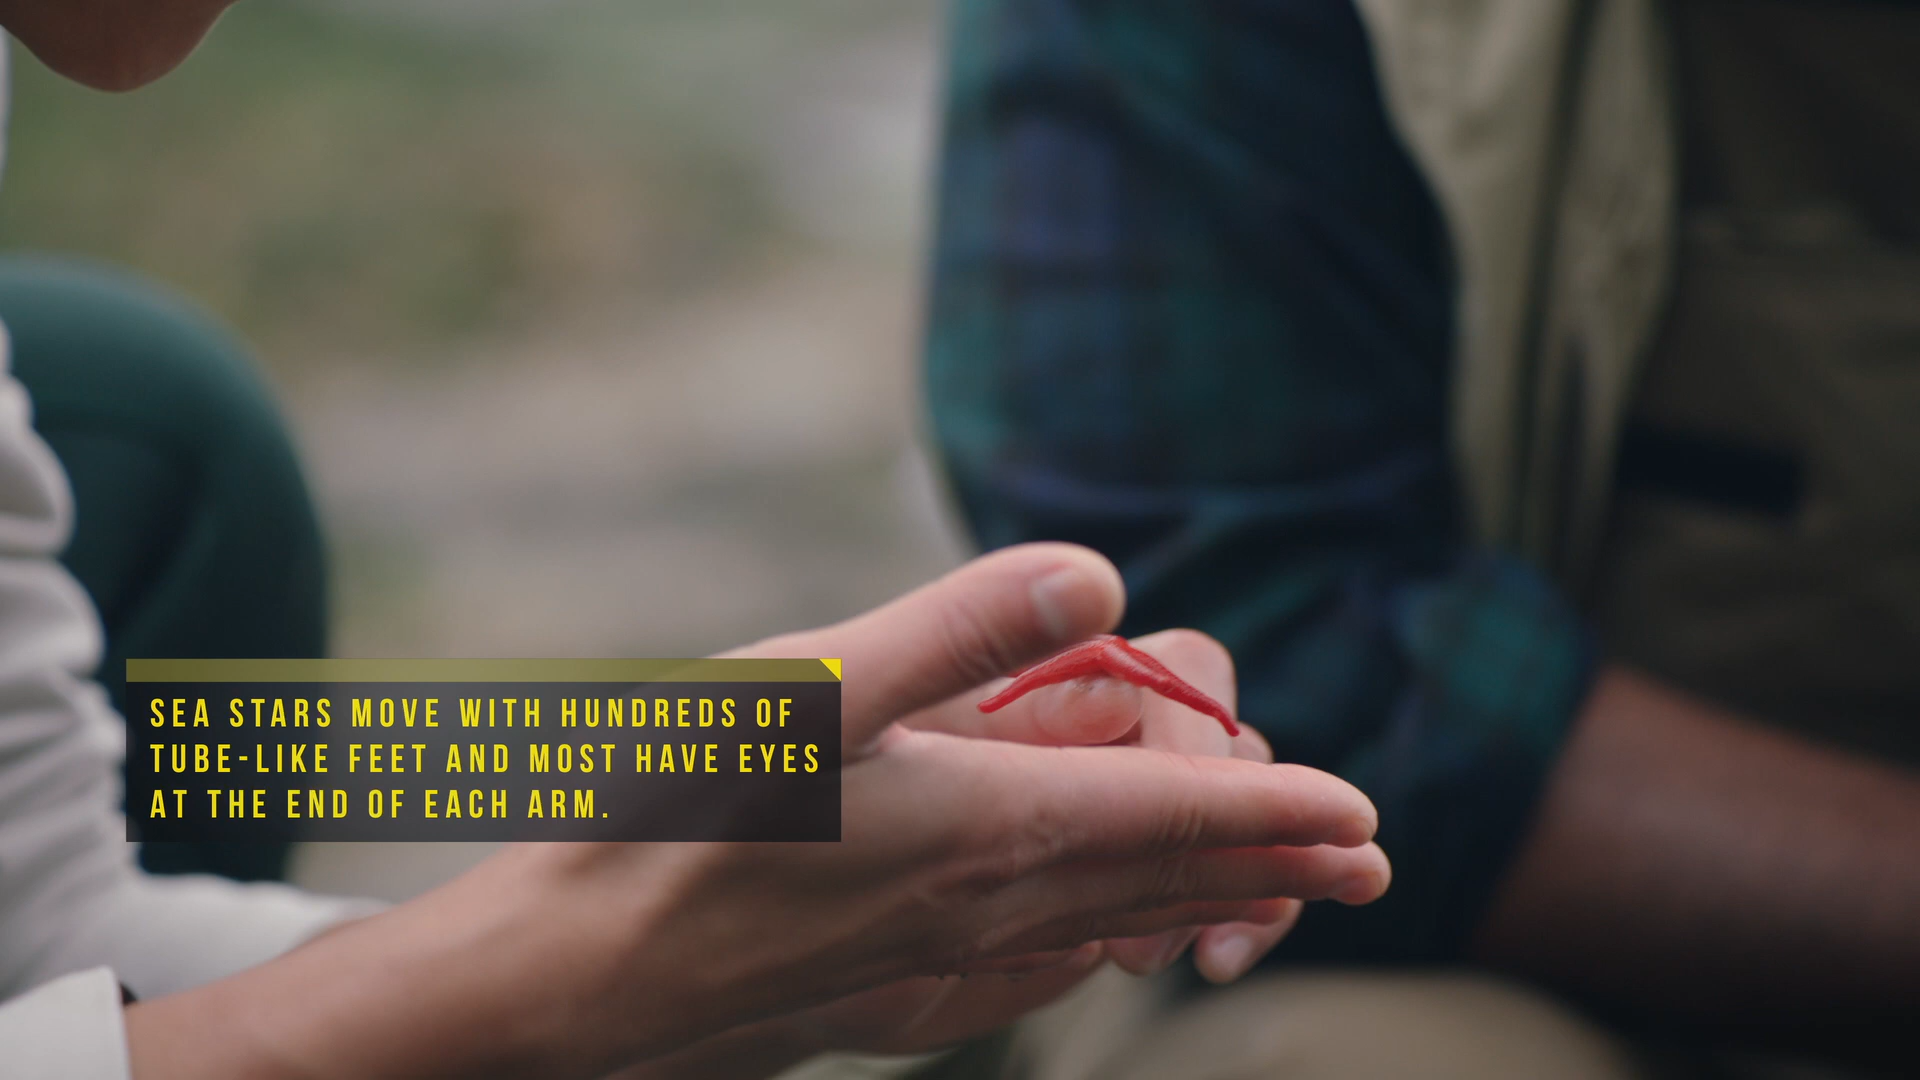 SEA STARS MOVE WITH HUNDREDS OF
TUBE-LIKE FEET AND MOST HAVE EYES
AT THE END OF EACH ARM.